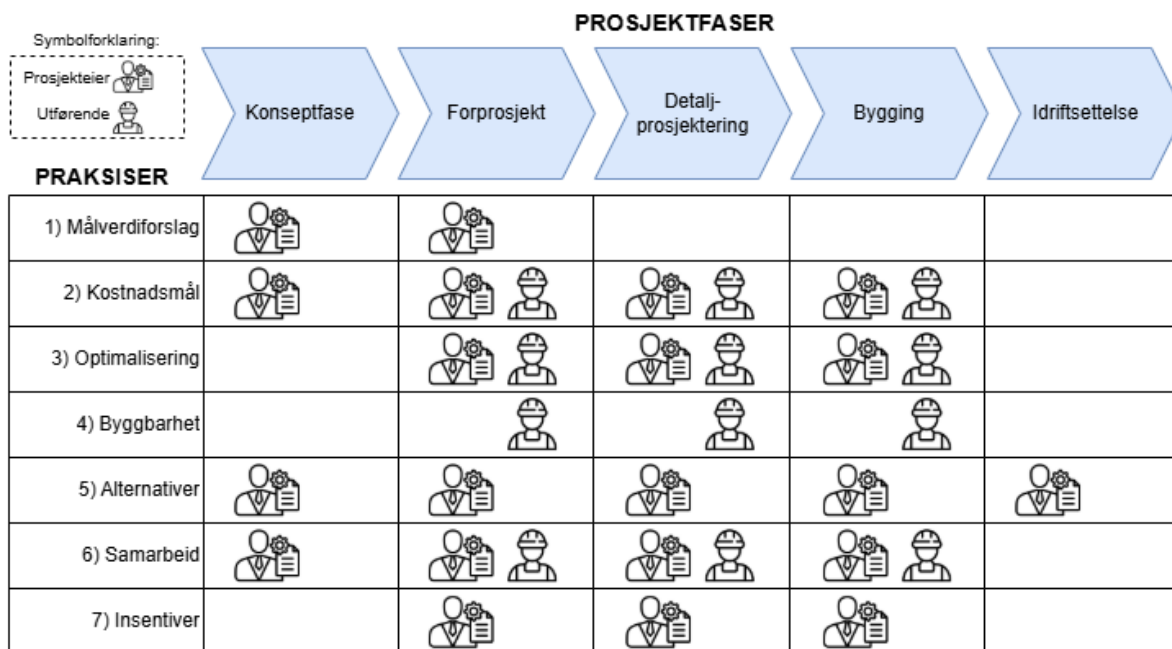 PROSJEKTFASER
Symbolforklaring:
Prosjekteier
Utførende
Konseptfase
Forprosjekt
Detalj-
prosjektering
Bygging
Idriftsettelse
PRAKSISER
1) Målverdiforslag
2) Kostnadsmål
3) Optimalisering
4) Byggbarhet
5) Alternativer
6) Samarbeid
7) Insentiver